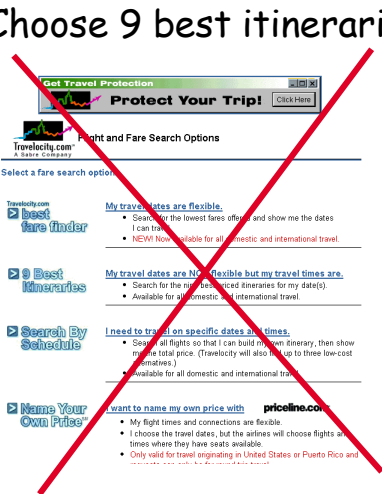 Choose 9 best itinerari
Get Travel Protection
Protect Your Trip!
Click Here
Travelocity.com
A Sabre Company
Flight and Fare Search Options
Select a fare search option
Travelocity.com
best
fare finder
My travel dates are flexible.
Search for the lowest fares offered and show me the dates
I can travel.
NEW! Now available for all domestic and international travel.
9 Best
Itineraries
My travel dates are NOT flexible but my travel times are.
Search for the nine best priced itineraries for my date(s).
Available for all domestic and international travel.
Search By
Schedule
I need to travel on specific dates and times.
Search all flights so that I can build my own itinerary, then show
me the total price. (Travelocity will also find up to three low-cost
alternatives.)
Available for all domestic and international travel.
Name Your
Own Price℠
I want to name my own price with priceline.com
My flight times and connections are flexible.
I choose the travel dates, but the airlines will choose flights and
times where they have seats available.
Only valid for travel originating in United States or Puerto Rico and